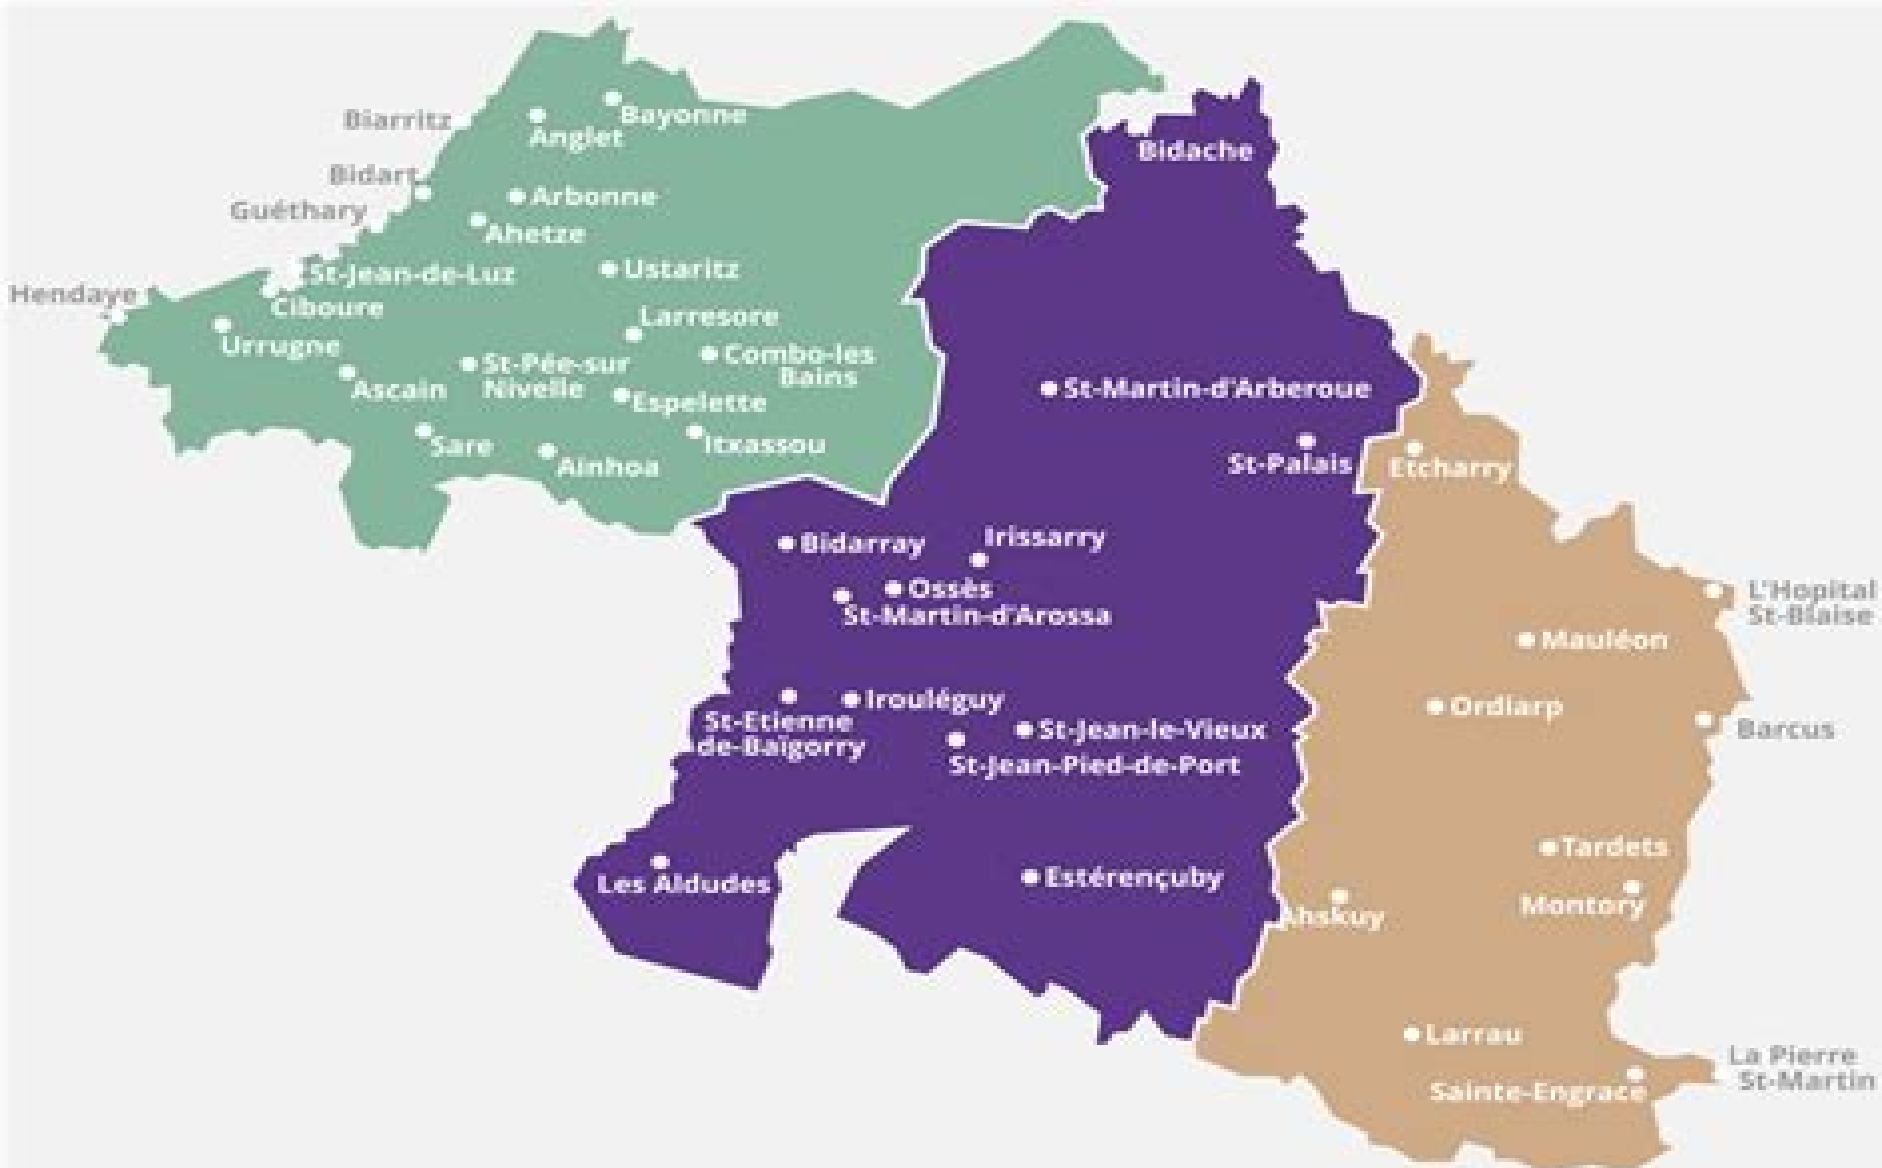 Biarritz
Bayonne
Anglet
Bidache
Bidart
Arbonne
Guéthary
Ahetze
St-Jean-de-Luz
Ustaritz
Hendaye
Ciboure
Larresore
Urrugne
St-Pée-sur
Nivelle
Combo-les
Bains
Ascain
Espelette
St-Martin-d'Arberoue
Sare
Itxassou
Ainhoa
St-Palais
Etcharry
Bidarray
Irissarry
Ossès
St-Martin-d'Arossa
L'Hopital
St-Blaise
Mauléon
Irouléguy
Ordiarp
St-Etienne
de-Baïgorry
St-Jean-le-Vieux
Barcus
St-Jean-Pied-de-Port
Tardets
Les Aldudes
Estérençuby
Montory
Ahskuy
Larrau
La Pierre
St-Martin
Sainte-Engrace